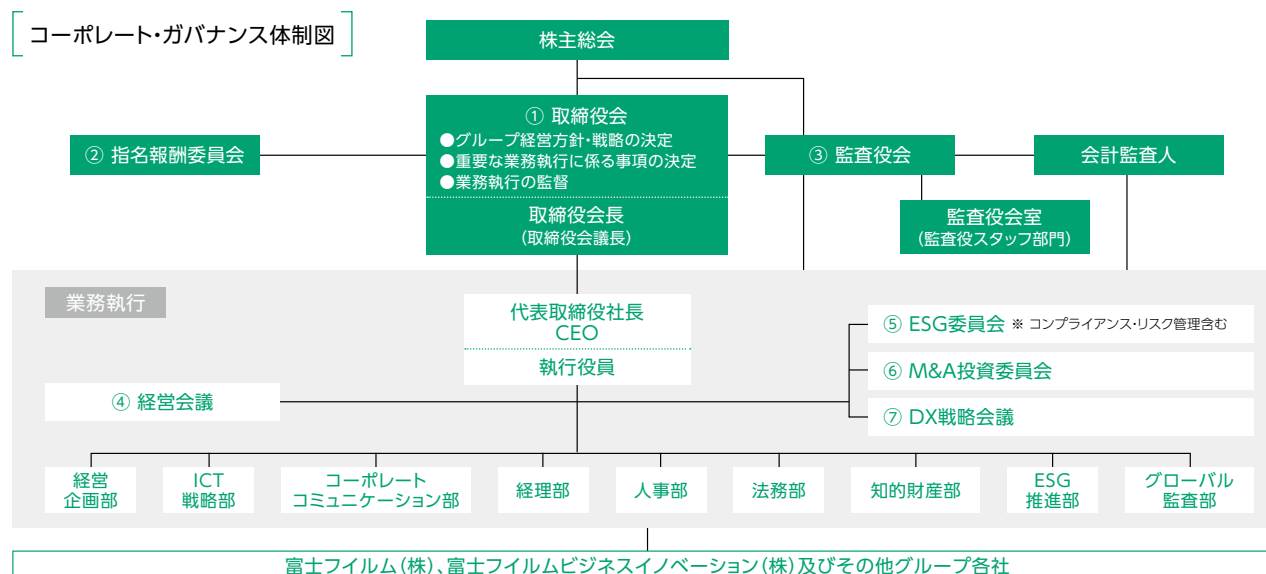 コーポレート・ガバナンス体制図
株主総会
① 取締役会
●グループ経営方針・戦略の決定
●重要な業務執行に係る事項の決定
●業務執行の監督
取締役会長
(取締役会議長)
② 指名報酬委員会
③ 監査役会
会計監査人
監査役会室
(監査役スタッフ部門)
業務執行
代表取締役社長
CEO
執行役員
④ 経営会議
⑤ ESG委員会 ※ コンプライアンス・リスク管理含む
⑥ M&A投資委員会
⑦ DX戦略会議
経営
企画部
ICT
戦略部
コーポレート
コミュニケーション部
経理部
人事部
法務部
知的財産部
ESG
推進部
グローバル
監査部
富士フイルム(株)、富士フイルムビジネスイノベーション(株)及びその他グループ各社